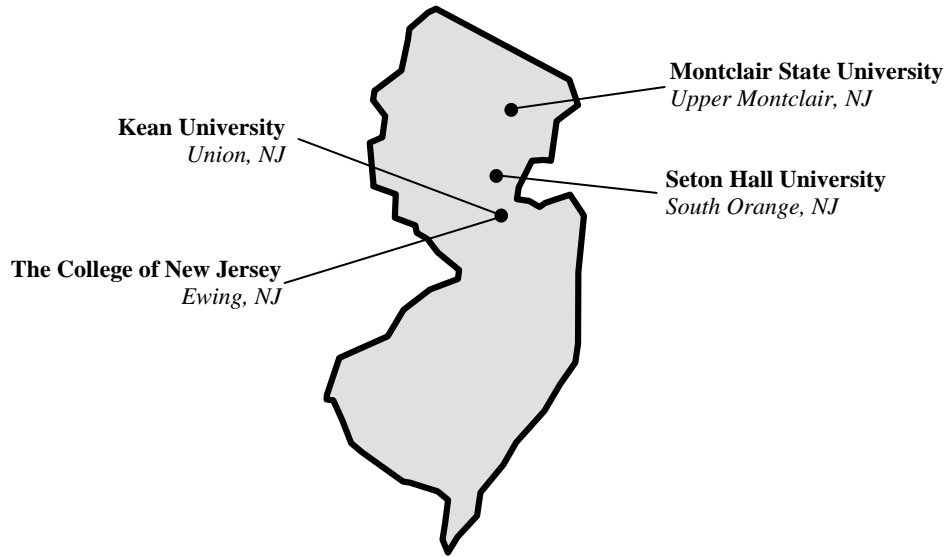 Montclair State University
Upper Montclair, NJ
Kean University
Union, NJ
Seton Hall University
South Orange, NJ
The College of New Jersey
Ewing, NJ